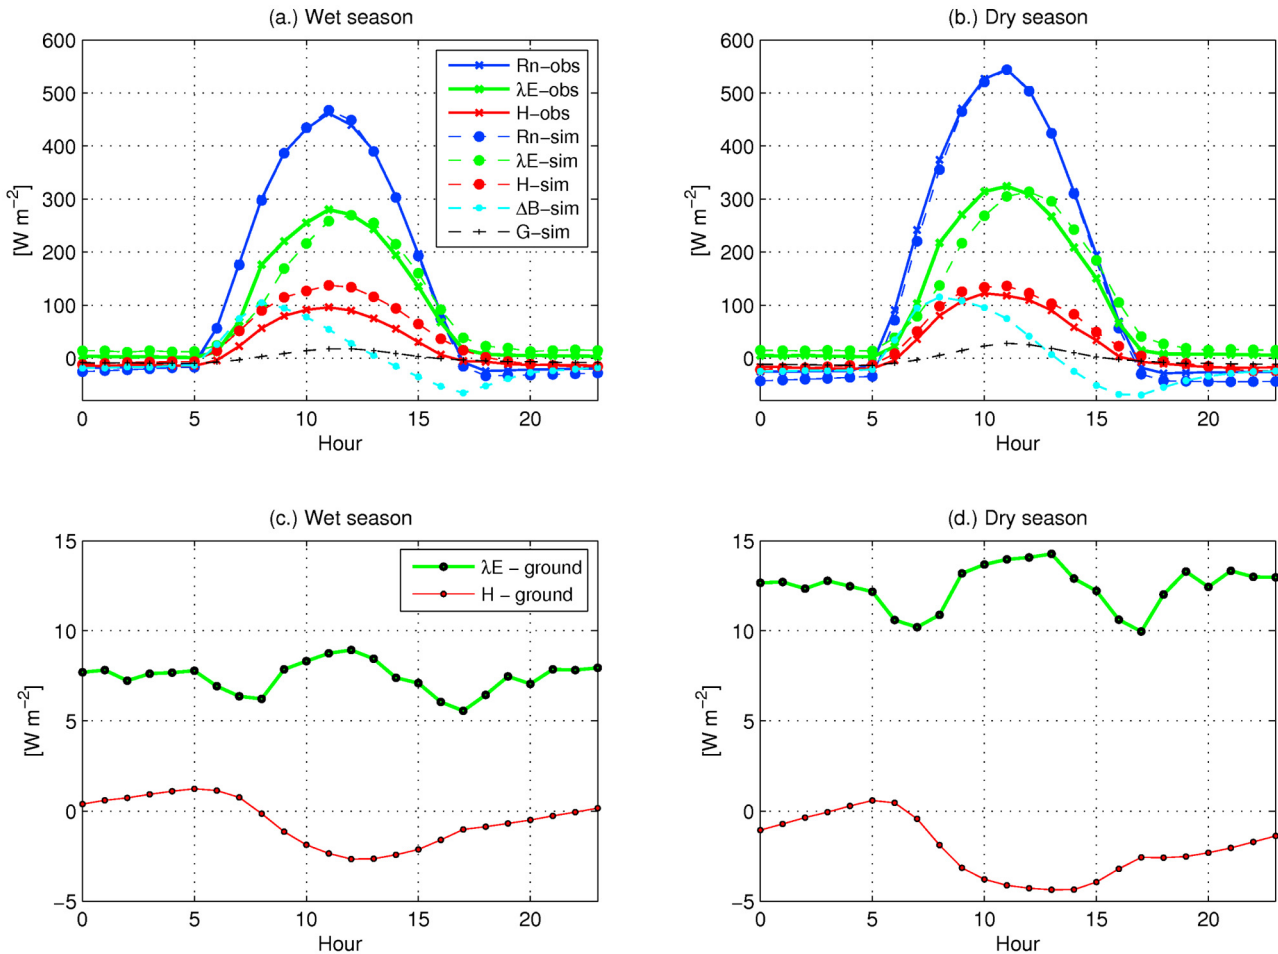 (a.) Wet season
600
500
400
300
200
100
0
[W m−2]
0 5 10 15 20
Hour
Rn−obs
λE−obs
H−obs
Rn−sim
λE−sim
H−sim
ΔB−sim
G−sim
(b.) Dry season
600
500
400
300
200
100
0
[W m−2]
0 5 10 15 20
Hour
(c.) Wet season
15
10
5
0
−5
[W m−2]
0 5 10 15 20
Hour
λE − ground
H − ground
(d.) Dry season
15
10
5
0
−5
[W m−2]
0 5 10 15 20
Hour